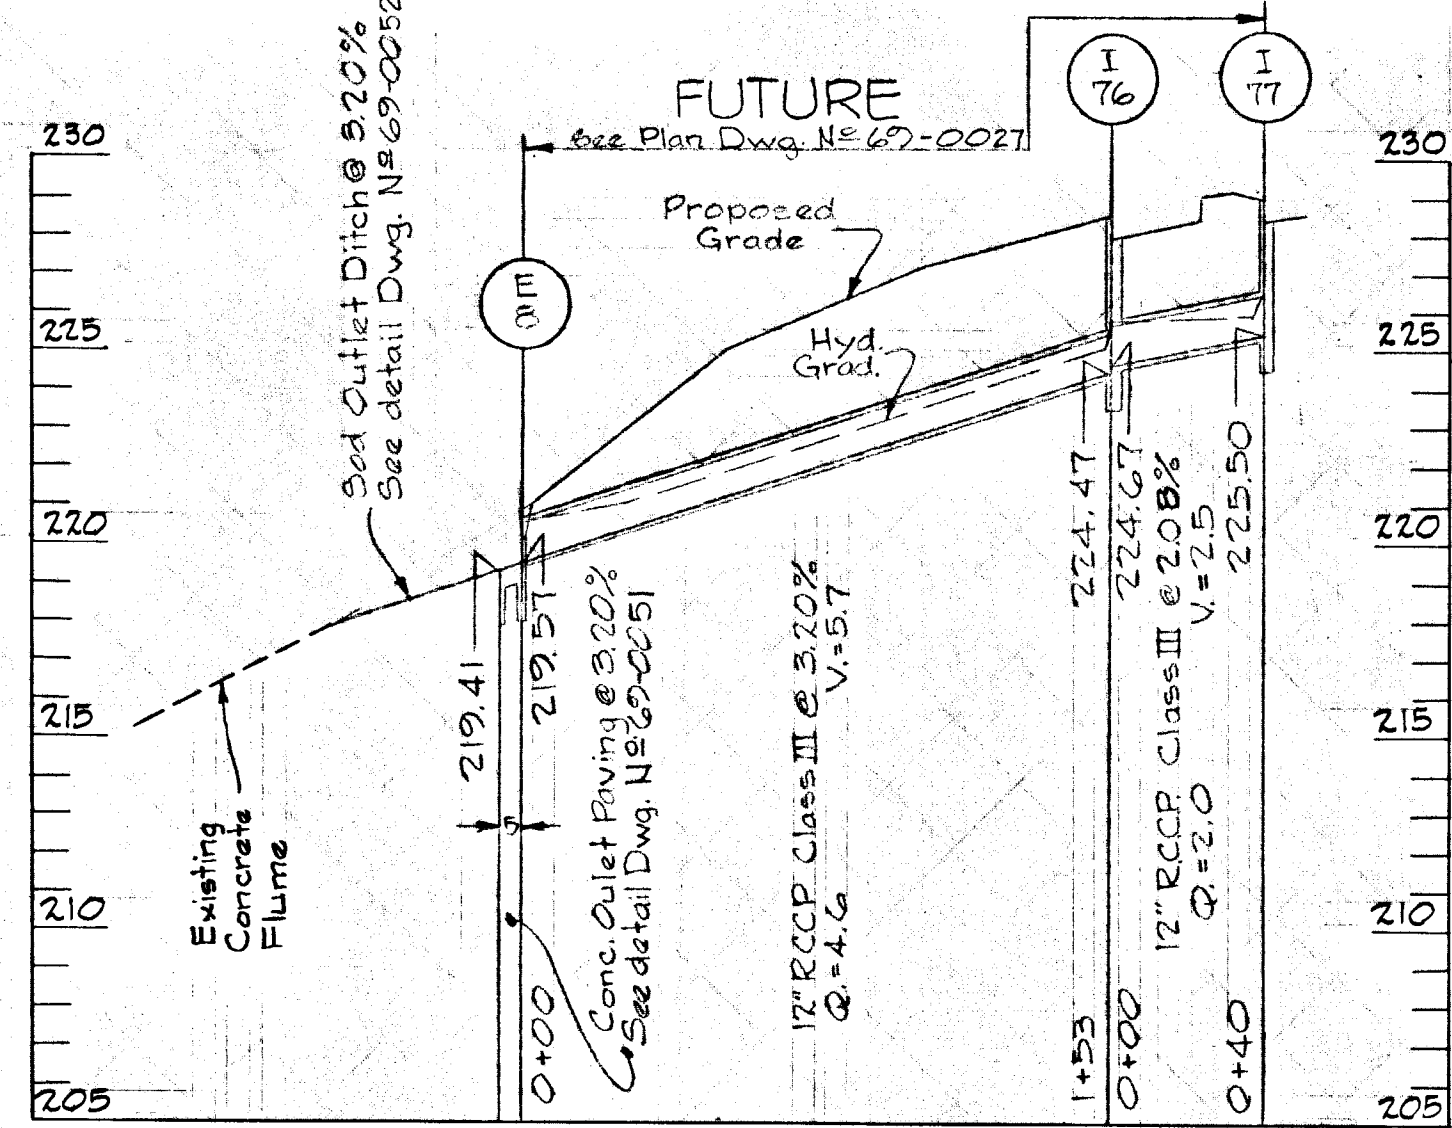 FUTURE
See Plan Dwg. Nº 69-0027
I
76
I
77
230
225
220
215
210
205
230
225
220
215
210
205
Sod Outlet Ditch @ 3.20%
See detail Dwg. Nº 69-0052
Proposed
Grade
Hyd.
Grad.
Existing
Concrete
Flume
219.41
219.57
5
0+00
Conc. Oulet Paving @ 3.20%
See detail Dwg. Nº 69-0051
12" RCCP Class III @ 3.20%
Q.=4.6 V.=5.7
224.47
224.67
1+53
0+00
12" R.C.C.P. Class III @ 2.08%
Q.=2.0 V.=2.5
225.50
0+40